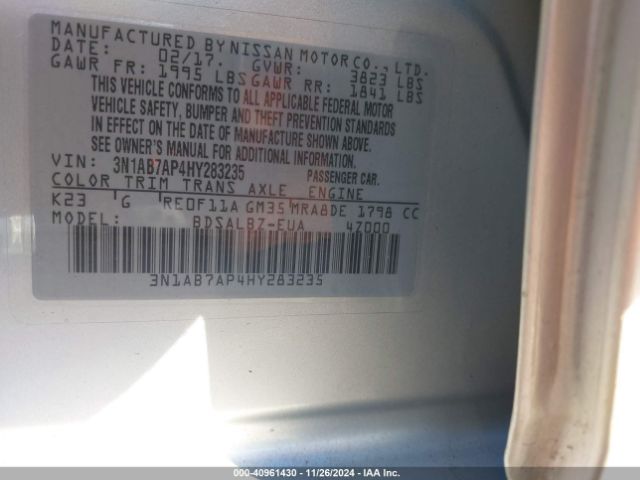 MANUFACTURED BY NISSAN MOTOR CO., LTD.
DATE: 02/17. GVWR: 3823 LBS
GAWR FR: 1995 LBS GAWR RR: 1841 LBS
THIS VEHICLE CONFORMS TO ALL APPLICABLE FEDERAL MOTOR
VEHICLE SAFETY, BUMPER AND THEFT PREVENTION STANDARDS
IN EFFECT ON THE DATE OF MANUFACTURE SHOWN ABOVE.
SEE OWNER'S MANUAL FOR ADDITIONAL INFORMATION.
VIN: 3N1AB7AP4HY283235 PASSENGER CAR.
COLOR TRIM TRANS AXLE ENGINE
K23 G RE0F11A GM35 MRA8DE 1798 CC
MODEL: BDSALBZ-EUA 47000
3N1AB7AP4HY283235
000-40961430 - 11/26/2024 - IAA Inc.